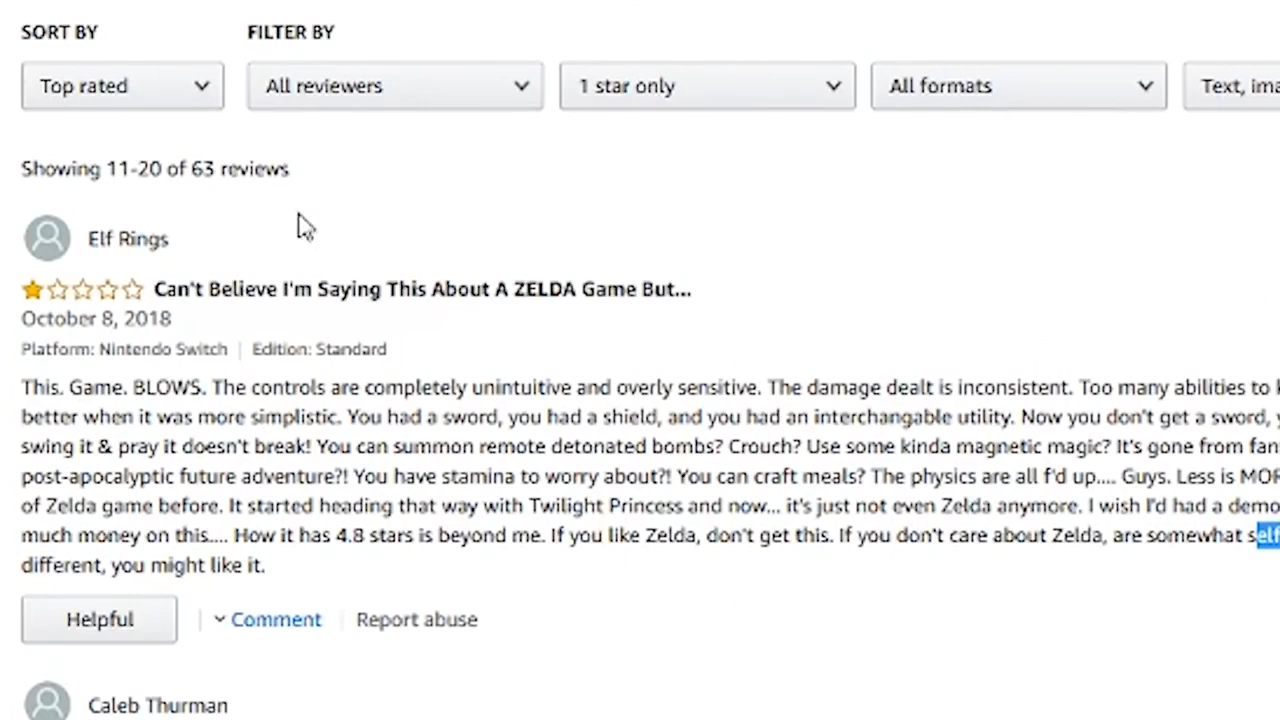 SORT BY FILTER BY
Top rated All reviewers 1 star only All formats Text, ima
Showing 11-20 of 63 reviews
Elf Rings
Can't Believe I'm Saying This About A ZELDA Game But...
October 8, 2018
Platform: Nintendo Switch | Edition: Standard
This. Game. BLOWS. The controls are completely unintuitive and overly sensitive. The damage dealt is inconsistent. Too many abilities to
better when it was more simplistic. You had a sword, you had a shield, and you had an interchangable utility. Now you don't get a sword,
swing it & pray it doesn't break! You can summon remote detonated bombs? Crouch? Use some kinda magnetic magic? It's gone from fan
post-apocalyptic future adventure?! You have stamina to worry about?! You can craft meals? The physics are all f'd up.... Guys. Less is MOR
of Zelda game before. It started heading that way with Twilight Princess and now... it's just not even Zelda anymore. I wish I'd had a demo
much money on this.... How it has 4.8 stars is beyond me. If you like Zelda, don't get this. If you don't care about Zelda, are somewhat self
different, you might like it.
Helpful Comment Report abuse
Caleb Thurman